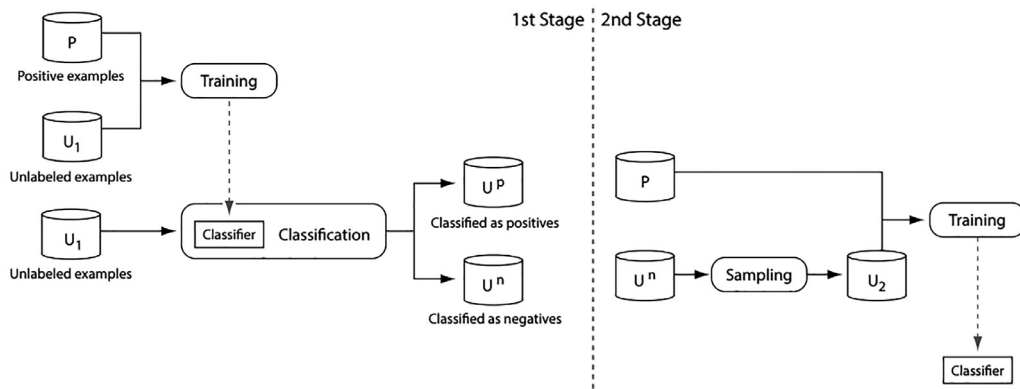 1st Stage
2nd Stage
P
Positive examples
Training
U1
Unlabeled examples
U1
Unlabeled examples
Classifier
Classification
Up
Classified as positives
Un
Classified as negatives
P
Training
Un
Sampling
U2
Classifier